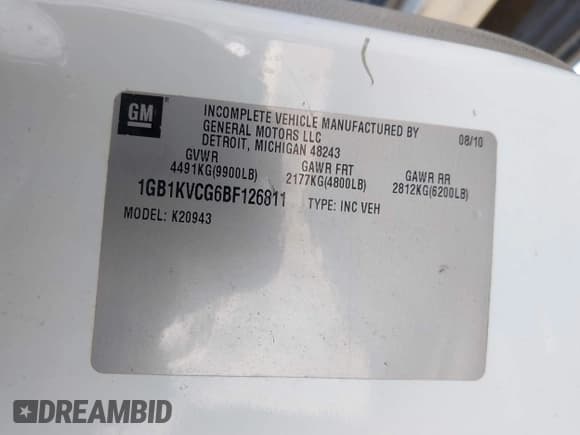 GM ®
INCOMPLETE VEHICLE MANUFACTURED BY
GENERAL MOTORS LLC
DETROIT, MICHIGAN 48243
08/10
GVWR
4491KG(9900LB)
GAWR FRT
2177KG(4800LB)
GAWR RR
2812KG(6200LB)
1GB1KVCG6BF126811
TYPE: INC VEH
MODEL: K20943
DREAMBID